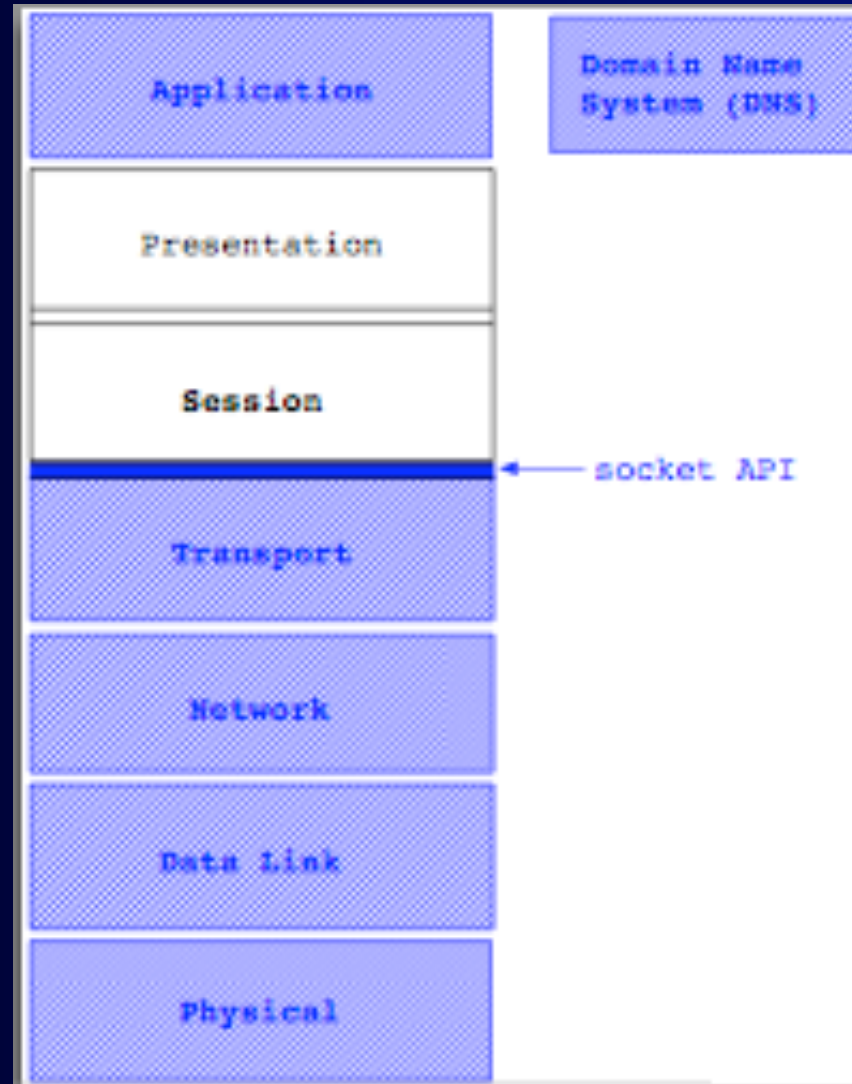 Application
Domain Name
System (DNS)
Presentation
Session
socket API
Transport
Network
Data Link
Physical